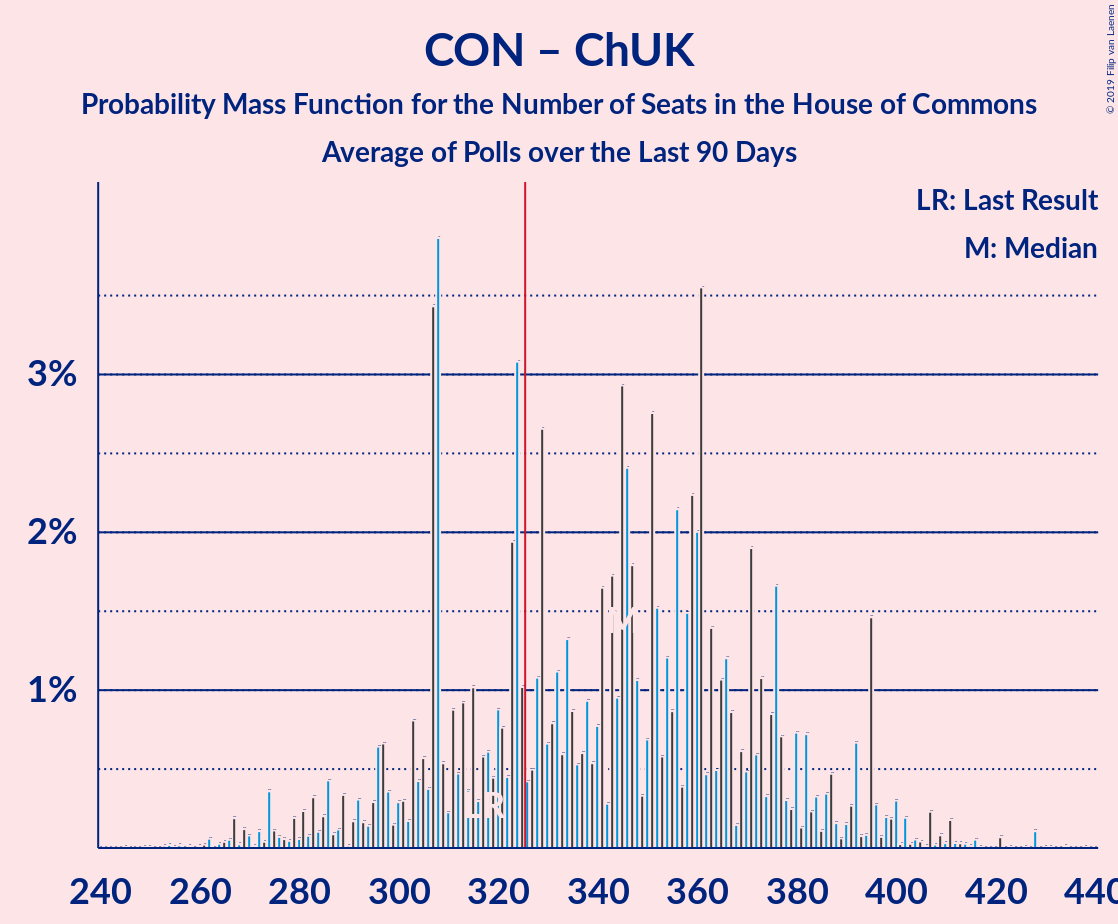 CON – ChUK
Probability Mass Function for the Number of Seats in the House of Commons
Average of Polls over the Last 90 Days
© 2019 Filip van Laenen
LR: Last Result
M: Median
3%
2%
1%
M
LR
240 260 280 300 320 340 360 380 400 420 440